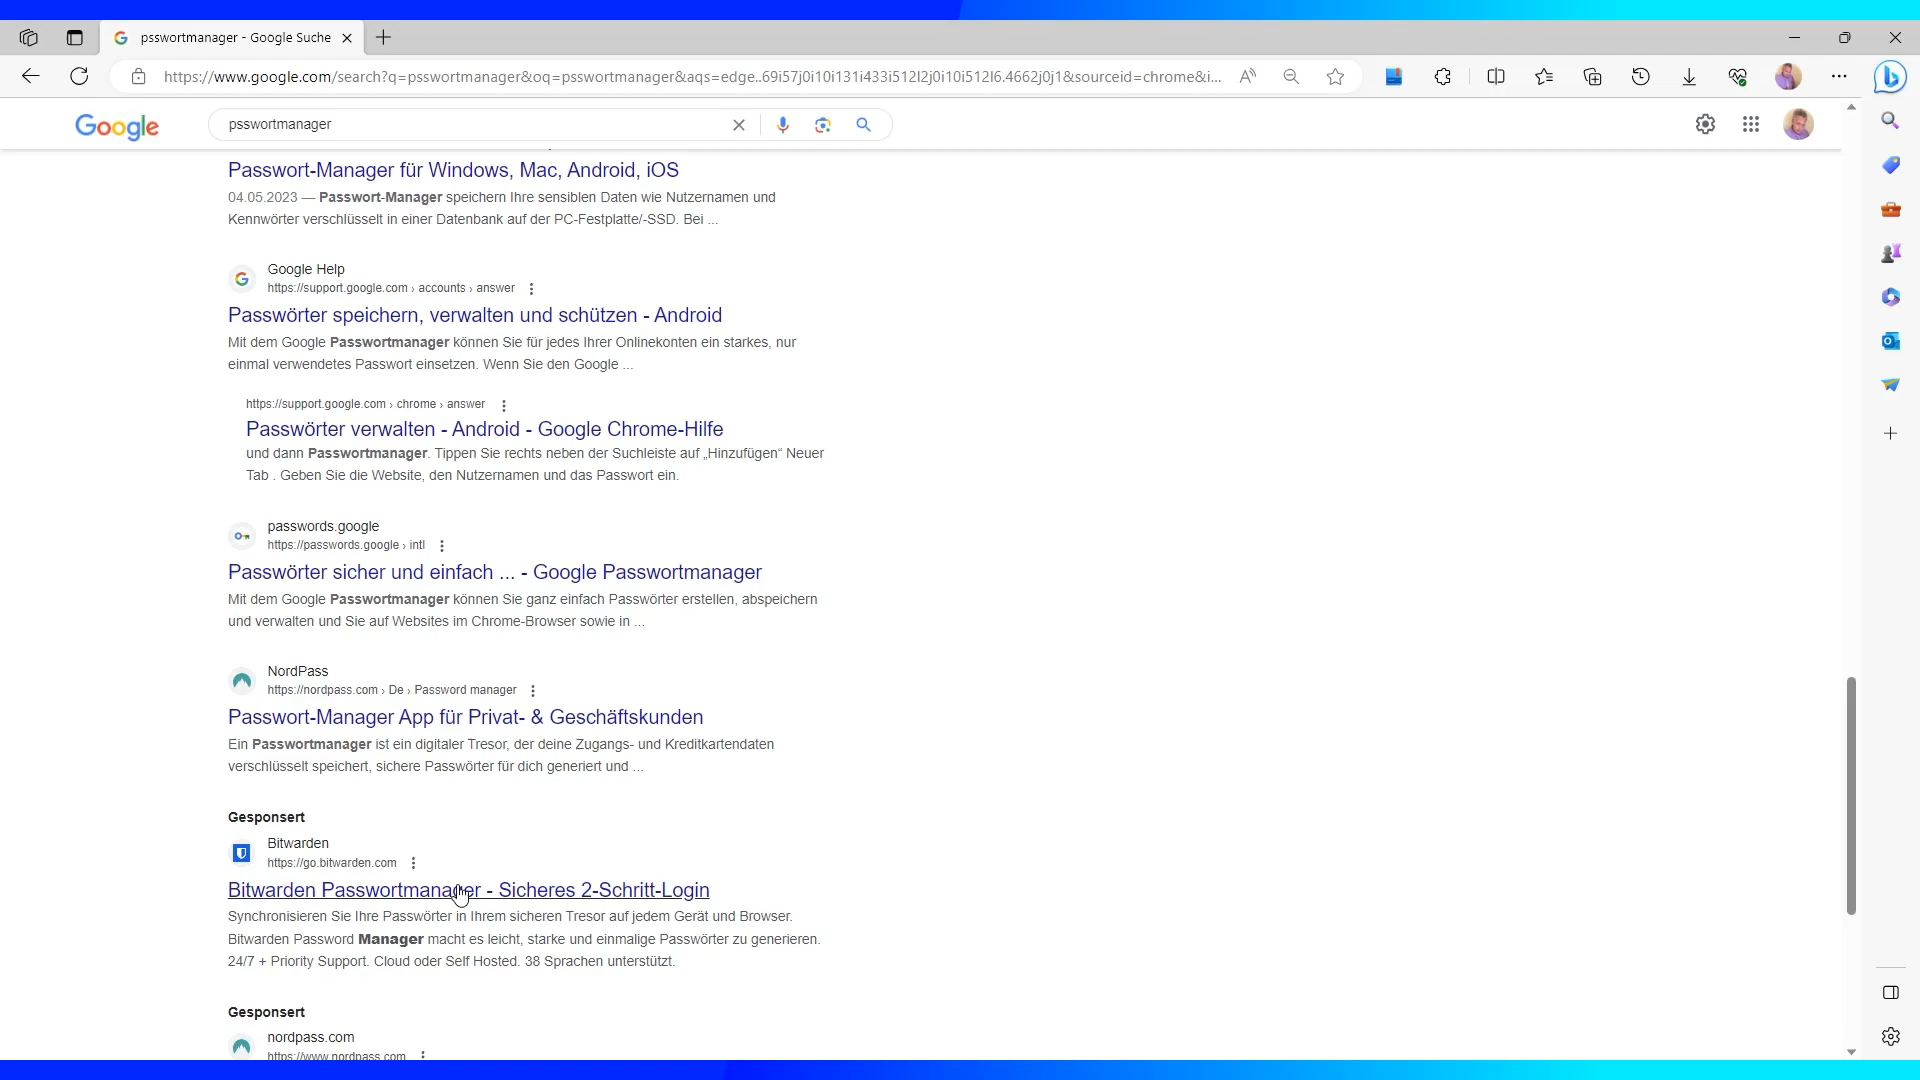 psswortmanager - Google Suche
https://www.google.com/search?q=psswortmanager&oq=psswortmanager&aqs=edge..69i57j0i10i131i433i512l2j0i10i512l6.4662j0j1&sourceid=chrome&i...
Google
psswortmanager
Passwort-Manager für Windows, Mac, Android, iOS
04.05.2023 — Passwort-Manager speichern Ihre sensiblen Daten wie Nutzernamen und
Kennwörter verschlüsselt in einer Datenbank auf der PC-Festplatte/-SSD. Bei ...
Google Help
https://support.google.com › accounts › answer
Passwörter speichern, verwalten und schützen - Android
Mit dem Google Passwortmanager können Sie für jedes Ihrer Onlinekonten ein starkes, nur
einmal verwendetes Passwort einsetzen. Wenn Sie den Google ...
https://support.google.com › chrome › answer
Passwörter verwalten - Android - Google Chrome-Hilfe
und dann Passwortmanager. Tippen Sie rechts neben der Suchleiste auf „Hinzufügen“ Neuer
Tab . Geben Sie die Website, den Nutzernamen und das Passwort ein.
passwords.google
https://passwords.google › intl
Passwörter sicher und einfach ... - Google Passwortmanager
Mit dem Google Passwortmanager können Sie ganz einfach Passwörter erstellen, abspeichern
und verwalten und Sie auf Websites im Chrome-Browser sowie in ...
NordPass
https://nordpass.com › De › Password manager
Passwort-Manager App für Privat- & Geschäftskunden
Ein Passwortmanager ist ein digitaler Tresor, der deine Zugangs- und Kreditkartendaten
verschlüsselt speichert, sichere Passwörter für dich generiert und ...
Gesponsert
Bitwarden
https://go.bitwarden.com
Bitwarden Passwortmanager - Sicheres 2-Schritt-Login
Synchronisieren Sie Ihre Passwörter in Ihrem sicheren Tresor auf jedem Gerät und Browser.
Bitwarden Password Manager macht es leicht, starke und einmalige Passwörter zu generieren.
24/7 + Priority Support. Cloud oder Self Hosted. 38 Sprachen unterstützt.
Gesponsert
nordpass.com
https://www.nordpass.com